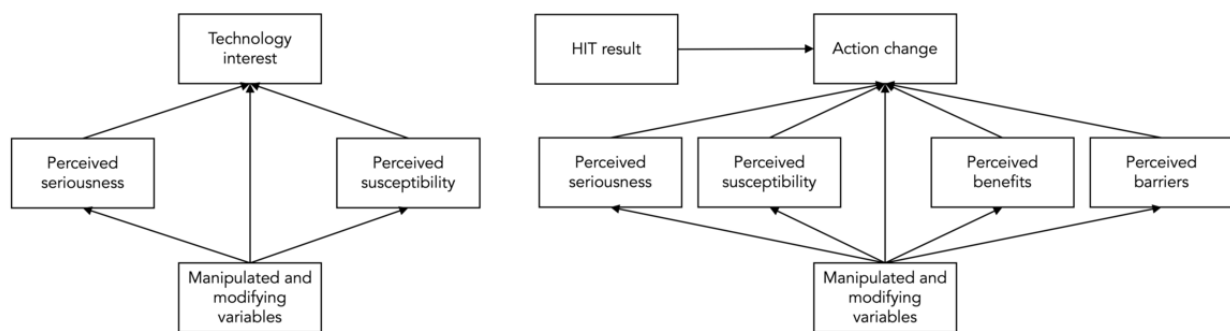 Technology
interest
Perceived
seriousness
Perceived
susceptibility
Manipulated and
modifying
variables
HIT result
Action change
Perceived
seriousness
Perceived
susceptibility
Perceived
benefits
Perceived
barriers
Manipulated and
modifying
variables